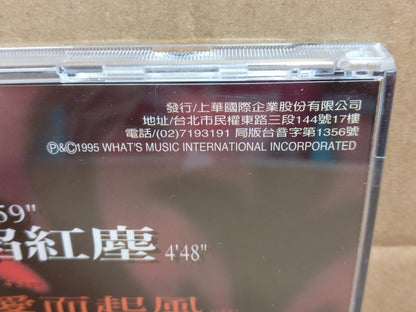 發行/上華國際企業股份有限公司
地址/台北市民權東路三段144號17樓
電話/(02)7193191 局版台音字第1356號
Ⓟ&©1995 WHAT'S MUSIC INTERNATIONAL INCORPORATED
59"
紅塵 4'48"
愛而起風